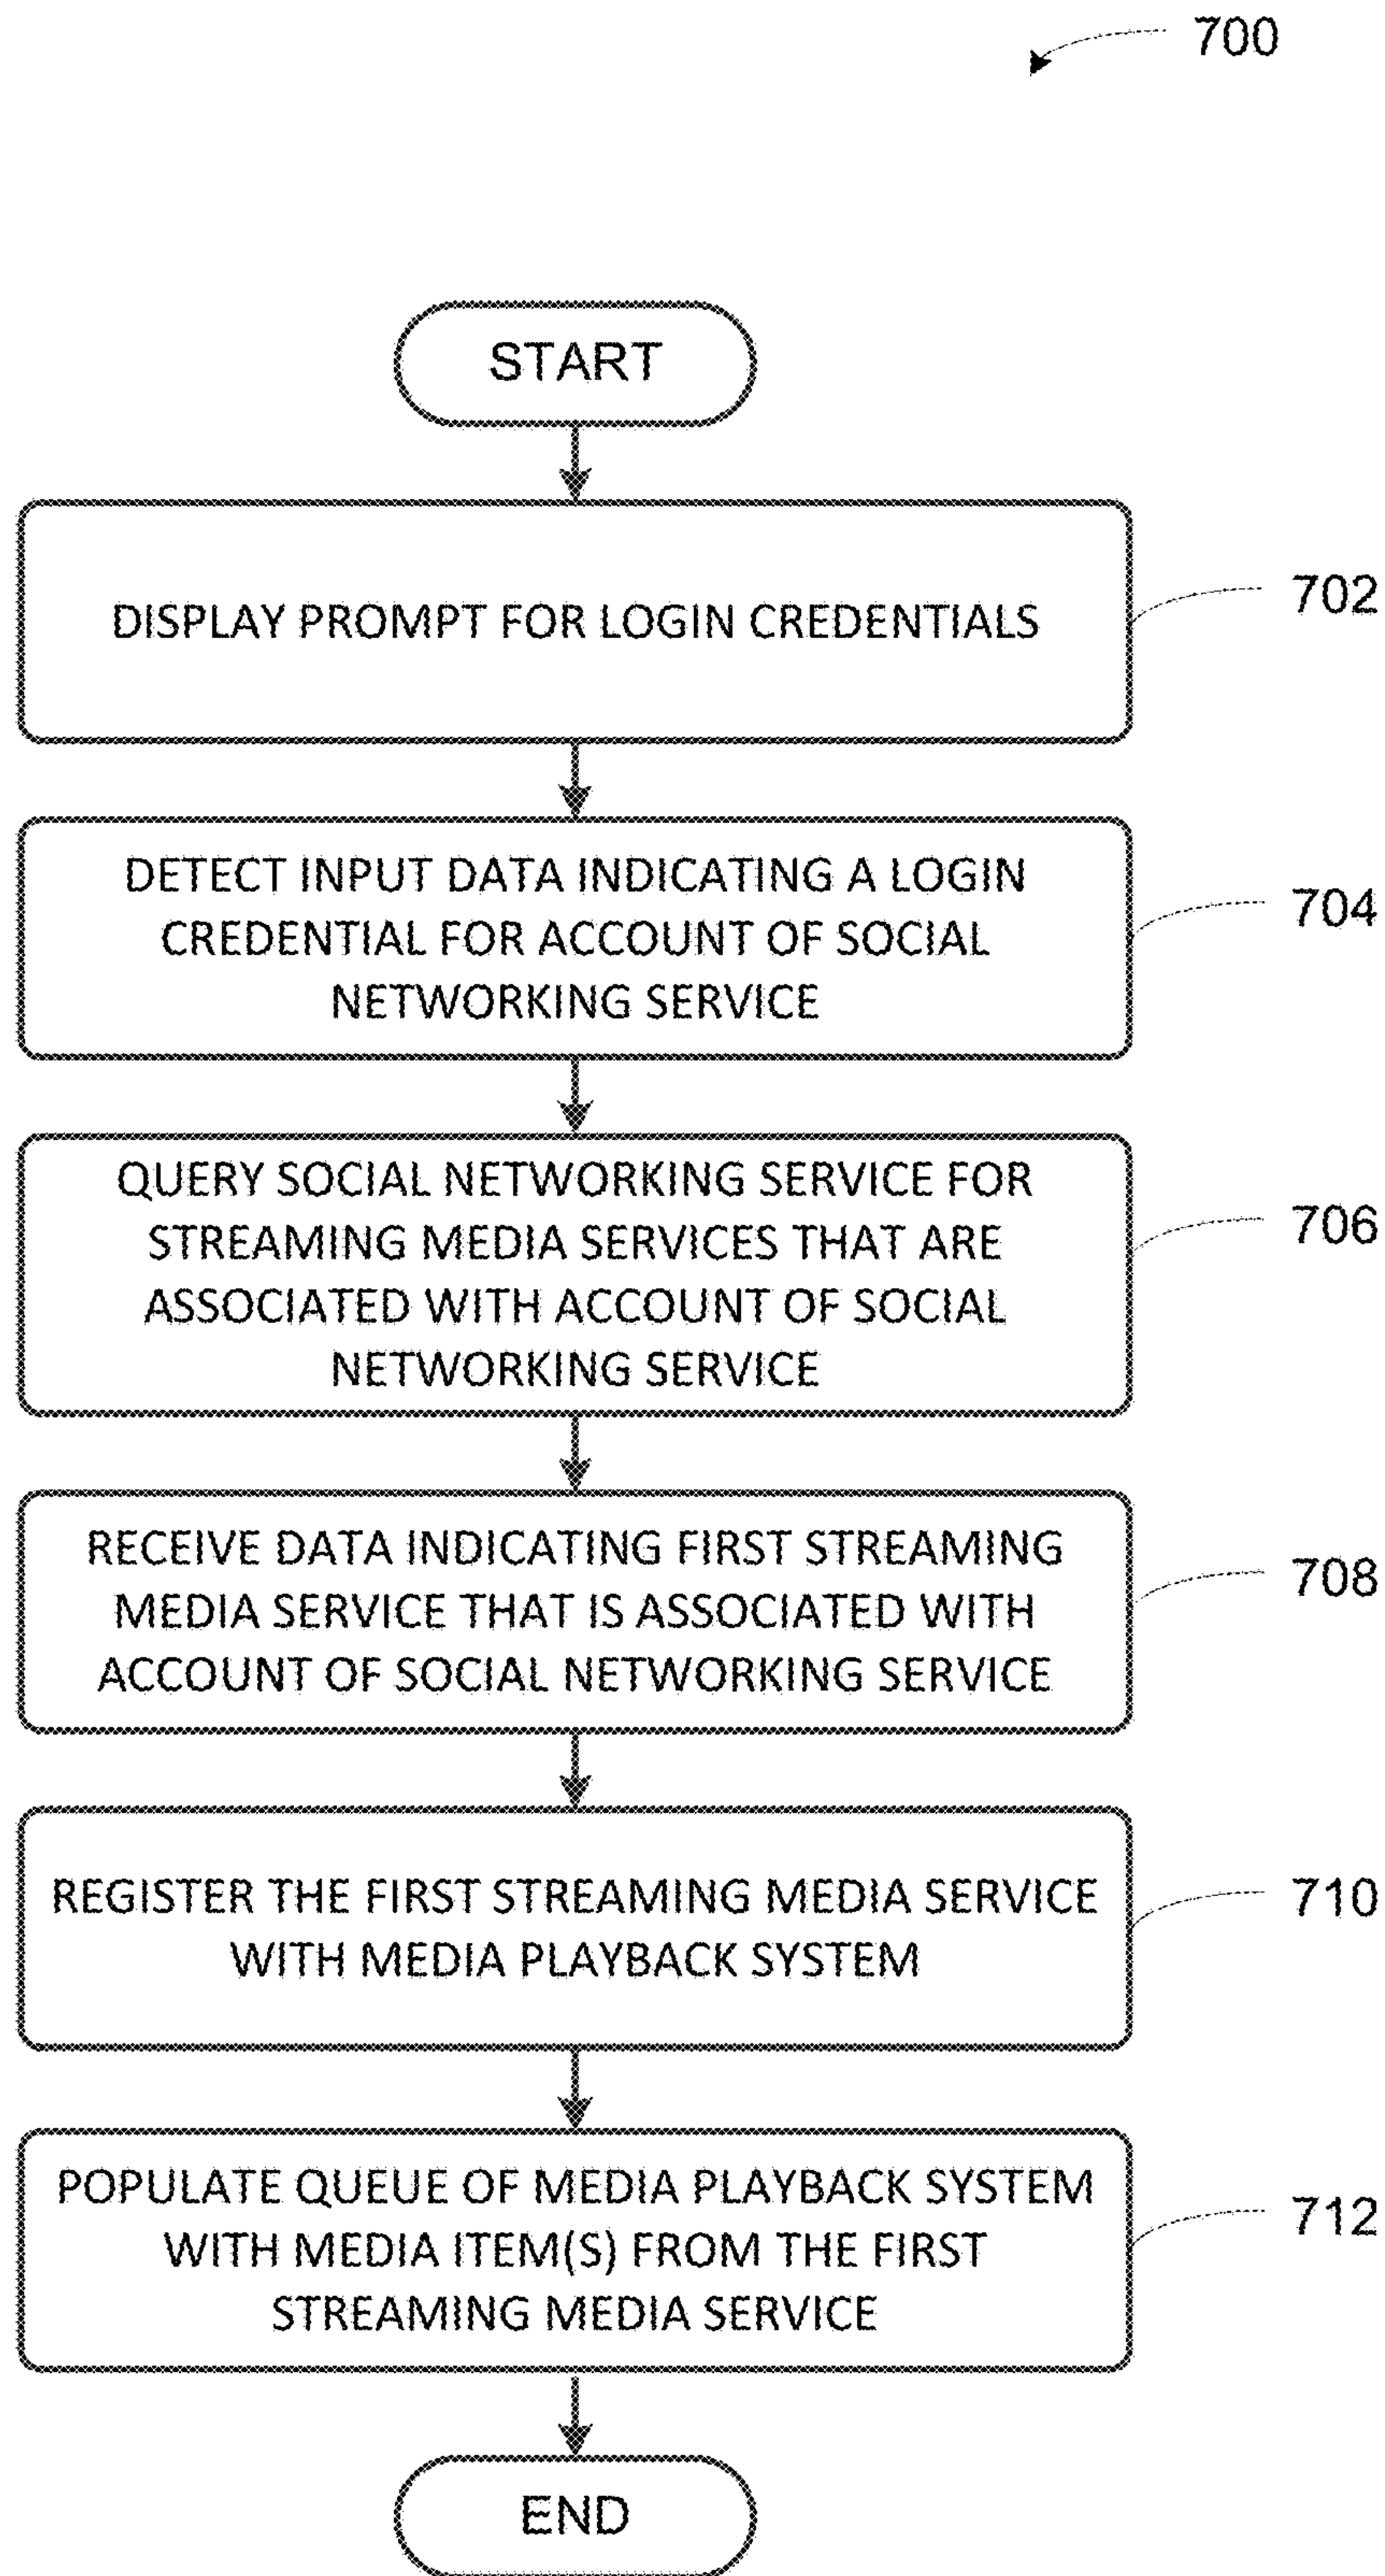 700
START
DISPLAY PROMPT FOR LOGIN CREDENTIALS
702
DETECT INPUT DATA INDICATING A LOGIN
CREDENTIAL FOR ACCOUNT OF SOCIAL
NETWORKING SERVICE
704
QUERY SOCIAL NETWORKING SERVICE FOR
STREAMING MEDIA SERVICES THAT ARE
ASSOCIATED WITH ACCOUNT OF SOCIAL
NETWORKING SERVICE
706
RECEIVE DATA INDICATING FIRST STREAMING
MEDIA SERVICE THAT IS ASSOCIATED WITH
ACCOUNT OF SOCIAL NETWORKING SERVICE
708
REGISTER THE FIRST STREAMING MEDIA SERVICE
WITH MEDIA PLAYBACK SYSTEM
710
POPULATE QUEUE OF MEDIA PLAYBACK SYSTEM
WITH MEDIA ITEM(S) FROM THE FIRST
STREAMING MEDIA SERVICE
712
END